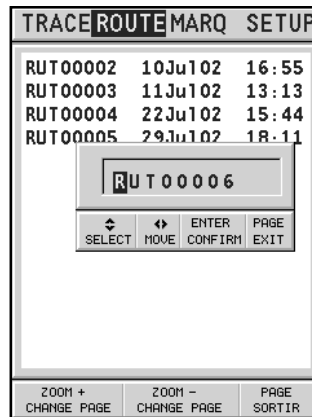 TRACE ROUTE MARQ SETUP
RUT00002 10Jul02 16:55
RUT00003 11Jul02 13:13
RUT00004 22Jul02 15:44
RUT00005 29Jul02 18:11
RUT00006
SELECT MOVE ENTER CONFIRM PAGE EXIT
ZOOM + CHANGE PAGE ZOOM - CHANGE PAGE PAGE SORTIR